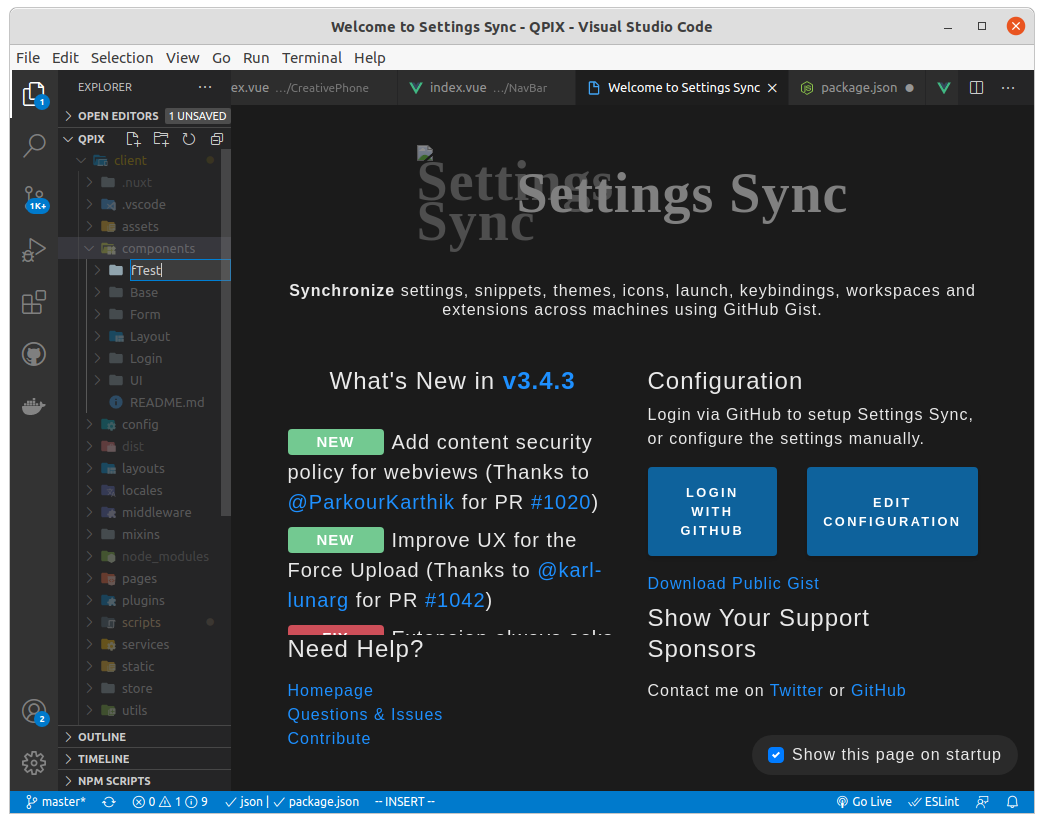 Welcome to Settings Sync - QPIX - Visual Studio Code
File Edit Selection View Go Run Terminal Help
EXPLORER
ex.vue .../CreativePhone
index.vue .../NavBar
Welcome to Settings Sync
package.json
1
OPEN EDITORS 1 UNSAVED
QPIX
client
.nuxt
.vscode
assets
components
fTest
Base
Form
Layout
Login
UI
README.md
config
dist
layouts
locales
middleware
mixins
node_modules
pages
plugins
scripts
services
static
store
utils
OUTLINE
TIMELINE
NPM SCRIPTS
1K+
2
Settings
Sync
Settings Sync
Synchronize settings, snippets, themes, icons, launch, keybindings, workspaces and
extensions across machines using GitHub Gist.
What's New in v3.4.3
NEW Add content security
policy for webviews (Thanks to
@ParkourKarthik for PR #1020)
NEW Improve UX for the
Force Upload (Thanks to @karl-
lunarg for PR #1042)
FIX Extension always asks
Need Help?
Homepage
Questions & Issues
Contribute
Configuration
Login via GitHub to setup Settings Sync,
or configure the settings manually.
LOGIN
WITH
GITHUB
EDIT
CONFIGURATION
Download Public Gist
Show Your Support
Sponsors
Contact me on Twitter or GitHub
Show this page on startup
master* 0 1 9 json | package.json -- INSERT -- Go Live ESLint